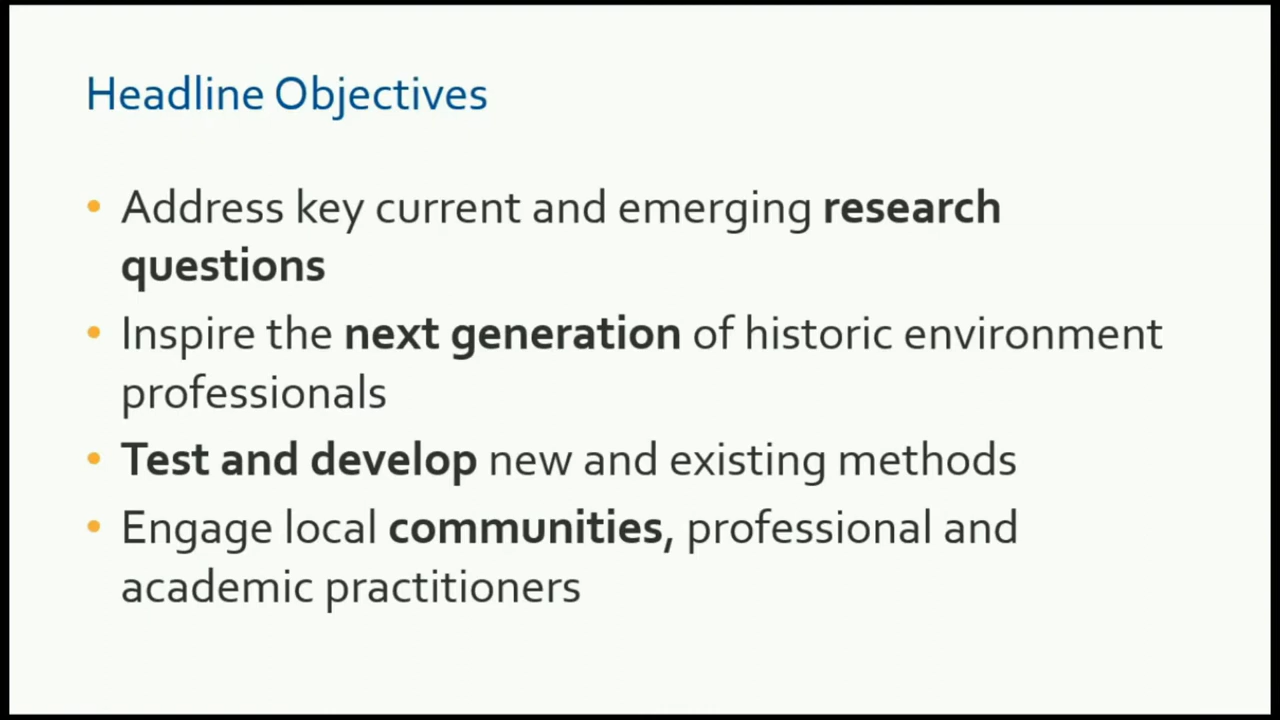 Headline Objectives
• Address key current and emerging research
questions
• Inspire the next generation of historic environment
professionals
• Test and develop new and existing methods
• Engage local communities, professional and
academic practitioners